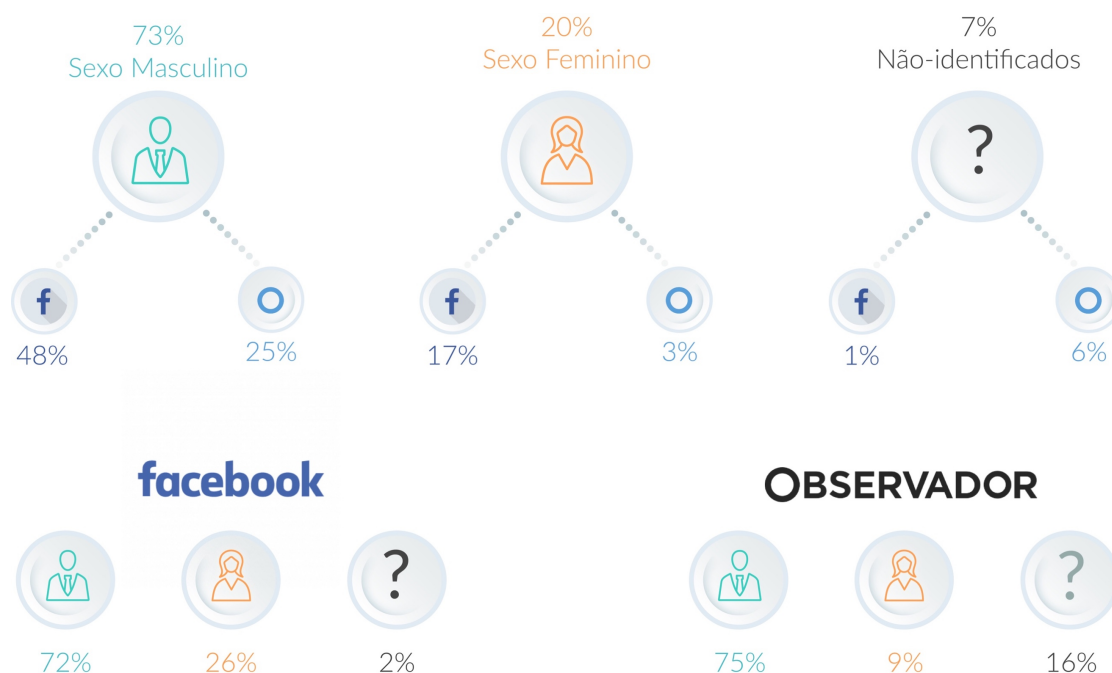 73%
Sexo Masculino
20%
Sexo Feminino
7%
Não-identificados
?
f
f
f
48%
25%
17%
3%
1%
6%
facebook
OBSERVADOR
?
?
72%
26%
2%
75%
9%
16%